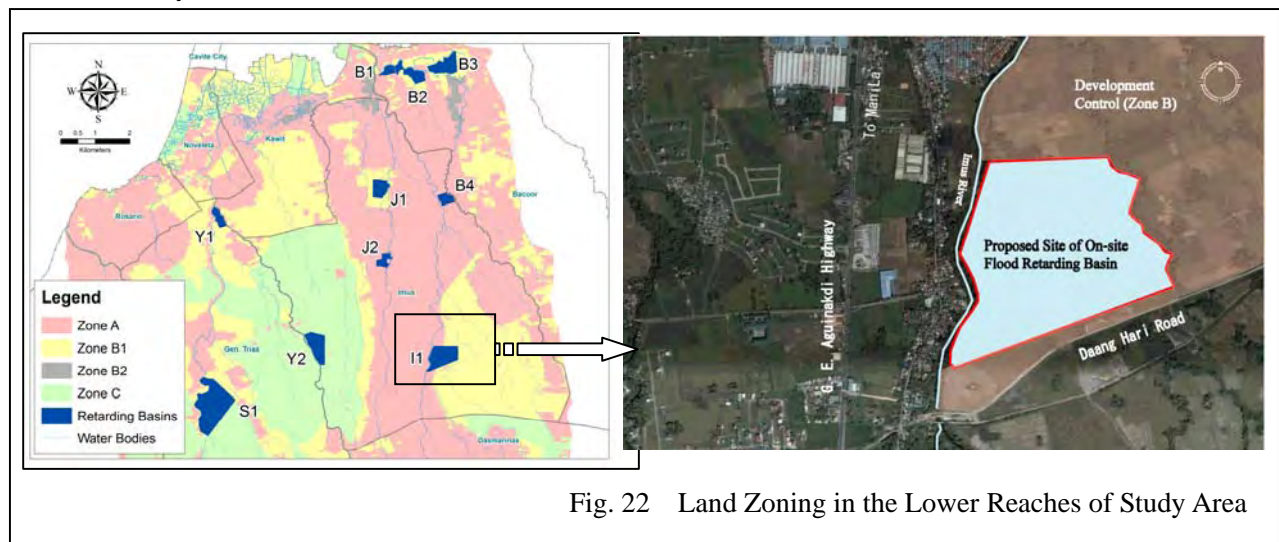 Cavite City
N
W
E
S
0 0.5 1 2
Kilometers
Noveleta
Kawit
Rosario
Bacoor
Imus
Gen. Trias
Dasmarinas
B1
B2
B3
B4
J1
J2
Y1
Y2
I1
S1
Legend
Zone A
Zone B1
Zone B2
Zone C
Retarding Basins
Water Bodies
To ManiLa
G. E. Aguinakdi Highway
Imus River
Development
Control (Zone B)
Proposed Site of On-site
Flood Retarding Basin
Daang Hari Road
Fig. 22 Land Zoning in the Lower Reaches of Study Area